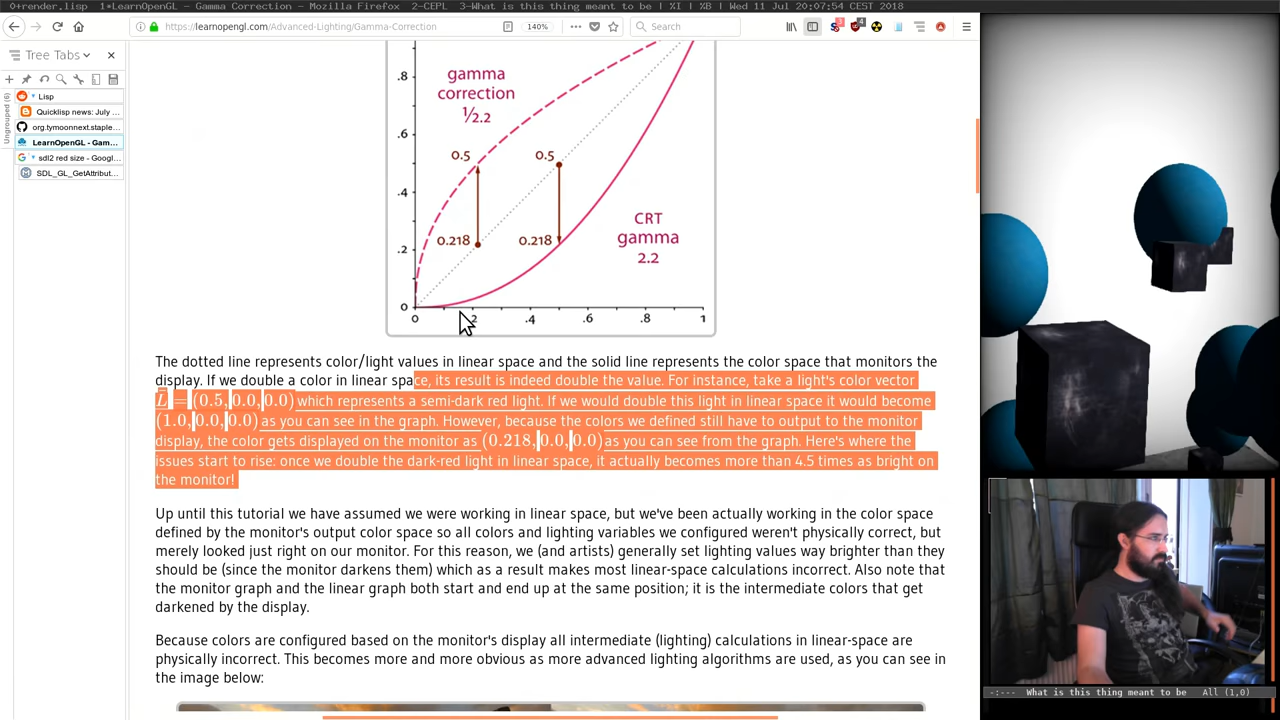 0*render.lisp 1*LearnOpenGL - Gamma Correction - Mozilla Firefox 2-CEPL 3-What is this thing meant to be | %I | %B | Wed 11 Jul 20:07:54 CEST 2018
https://learnopengl.com/Advanced-Lighting/Gamma-Correction 140% Search
Tree Tabs
Ungrouped (6)
Lisp
Quicklisp news: July ...
org.tymoonnext.staple...
LearnOpenGL - Gam...
sdl2 red size - Googl...
SDL_GL_GetAttribut...
.8
gamma
correction
1/2.2
.6
0.5 0.5
.4
CRT
gamma
2.2
0.218 0.218
.2
0
0 .4 .6 .8 1
The dotted line represents color/light values in linear space and the solid line represents the color space that monitors the
display. If we double a color in linear space, its result is indeed double the value. For instance, take a light's color vector
L̄ = (0.5, 0.0, 0.0) which represents a semi-dark red light. If we would double this light in linear space it would become
(1.0, 0.0, 0.0) as you can see in the graph. However, because the colors we defined still have to output to the monitor
display, the color gets displayed on the monitor as (0.218, 0.0, 0.0) as you can see from the graph. Here's where the
issues start to rise: once we double the dark-red light in linear space, it actually becomes more than 4.5 times as bright on
the monitor!
Up until this tutorial we have assumed we were working in linear space, but we've been actually working in the color space
defined by the monitor's output color space so all colors and lighting variables we configured weren't physically correct, but
merely looked just right on our monitor. For this reason, we (and artists) generally set lighting values way brighter than they
should be (since the monitor darkens them) which as a result makes most linear-space calculations incorrect. Also note that
the monitor graph and the linear graph both start and end up at the same position; it is the intermediate colors that get
darkened by the display.
Because colors are configured based on the monitor's display all intermediate (lighting) calculations in linear-space are
physically incorrect. This becomes more and more obvious as more advanced lighting algorithms are used, as you can see in
the image below:
-:--- What is this thing meant to be All (1,0)